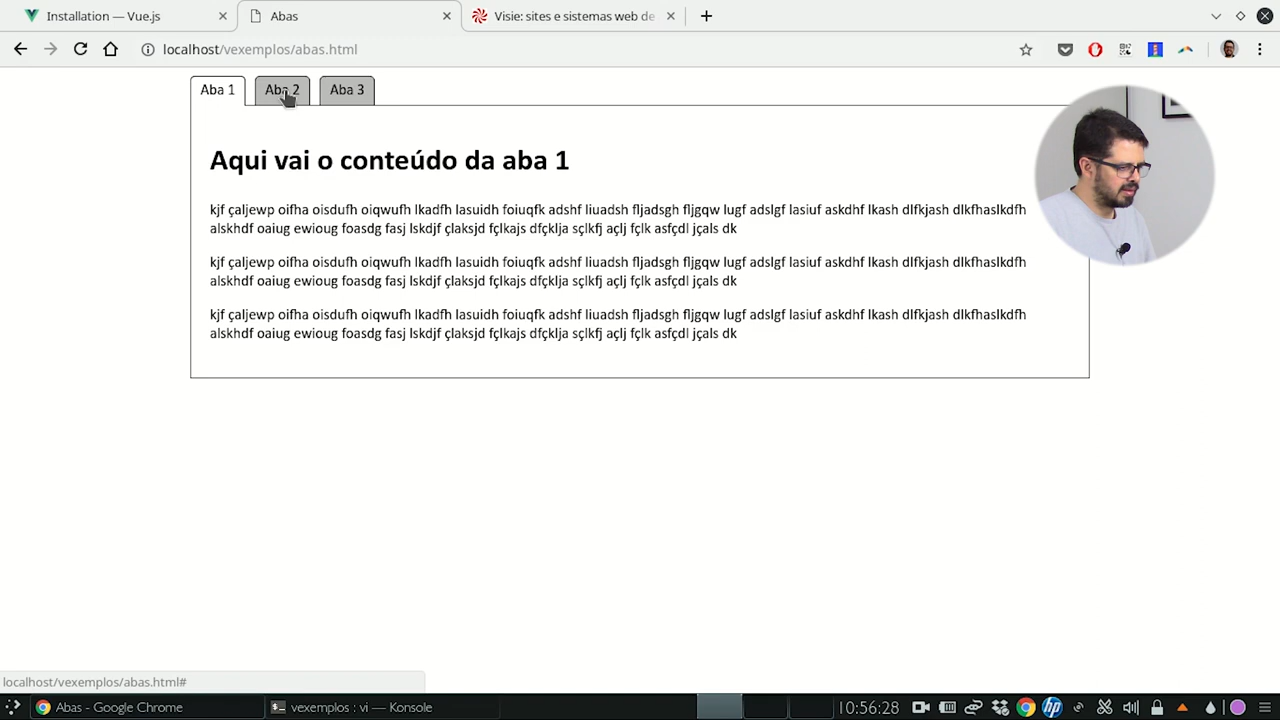 Installation — Vue.js
Abas
Visie: sites e sistemas web de
localhost/vexemplos/abas.html
Aba 1
Aba 2
Aba 3
Aqui vai o conteúdo da aba 1
kjf çaljewp oifha oisdufh oiqwufh lkadfh lasuidh foiuqfk adshf liuadsh fljadsgh fljgqw lugf adslgf lasiuf askdhf lkash dlfkjash dlkfhaslkdfh
alskhdf oaiug ewioug foasdg fasj lskdjf çlaksjd fçlkajs dfçklja sçlkfj açlj fçlk asfçdl jçals dk
kjf çaljewp oifha oisdufh oiqwufh lkadfh lasuidh foiuqfk adshf liuadsh fljadsgh fljgqw lugf adslgf lasiuf askdhf lkash dlfkjash dlkfhaslkdfh
alskhdf oaiug ewioug foasdg fasj lskdjf çlaksjd fçlkajs dfçklja sçlkfj açlj fçlk asfçdl jçals dk
kjf çaljewp oifha oisdufh oiqwufh lkadfh lasuidh foiuqfk adshf liuadsh fljadsgh fljgqw lugf adslgf lasiuf askdhf lkash dlfkjash dlkfhaslkdfh
alskhdf oaiug ewioug foasdg fasj lskdjf çlaksjd fçlkajs dfçklja sçlkfj açlj fçlk asfçdl jçals dk
localhost/vexemplos/abas.html#
Abas - Google Chrome
vexemplos : vi — Konsole
10:56:28
hp